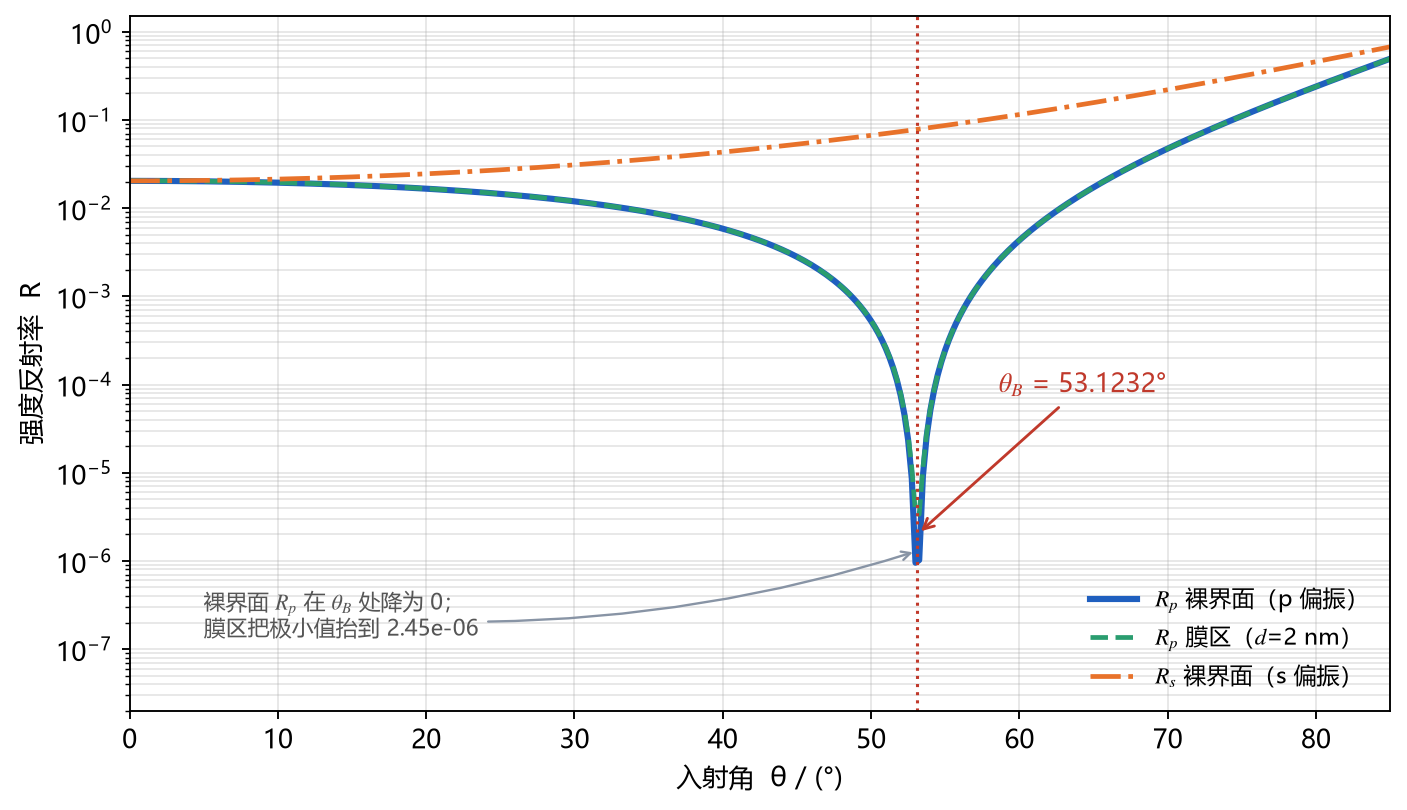 强度反射率 R
10⁰
10⁻¹
10⁻²
10⁻³
10⁻⁴
10⁻⁵
10⁻⁶
10⁻⁷
θ_B = 53.1232°
裸界面 R_p 在 θ_B 处降为 0；
膜区把极小值抬到 2.45e-06
R_p 裸界面（p 偏振）
R_p 膜区（d=2 nm）
R_s 裸界面（s 偏振）
0 10 20 30 40 50 60 70 80
入射角 θ / (°)